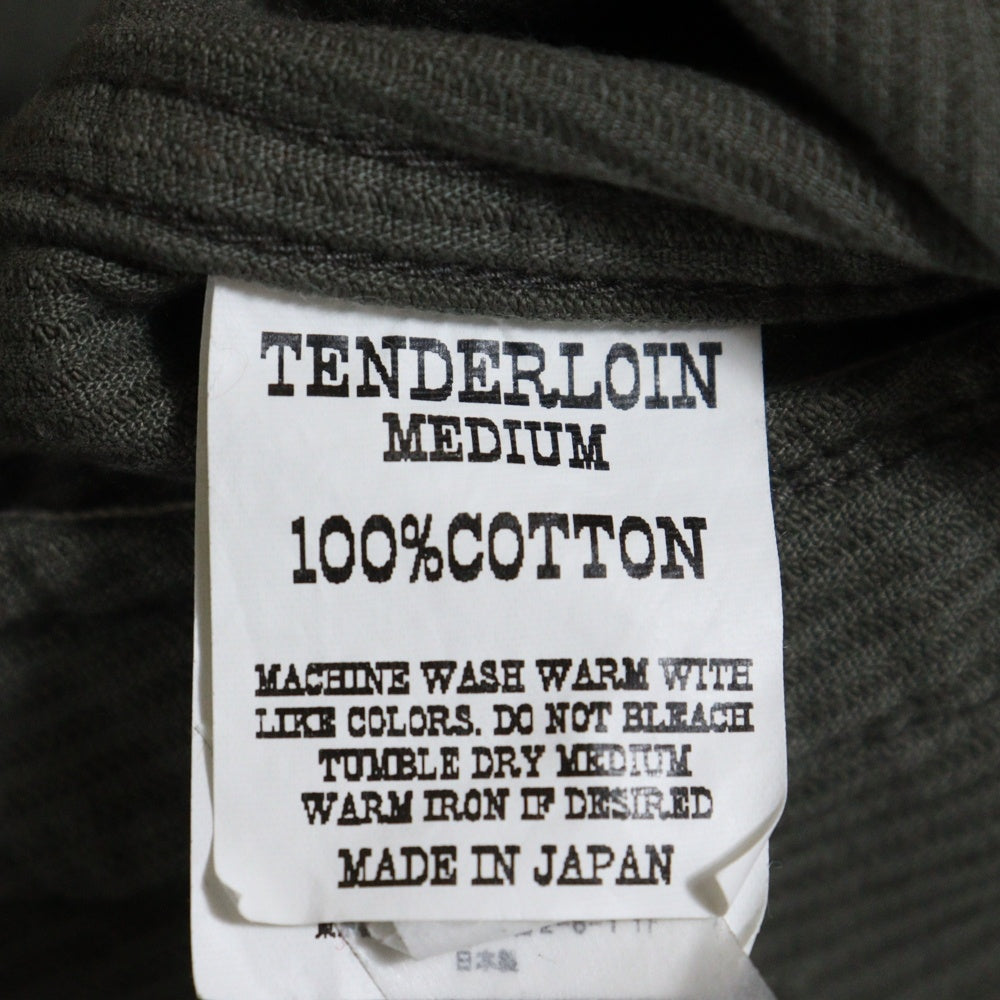 TENDERLOIN
MEDIUM
100%COTTON
MACHINE WASH WARM WITH
LIKE COLORS. DO NOT BLEACH
TUMBLE DRY MEDIUM
WARM IRON IF DESIRED
MADE IN JAPAN
日本製